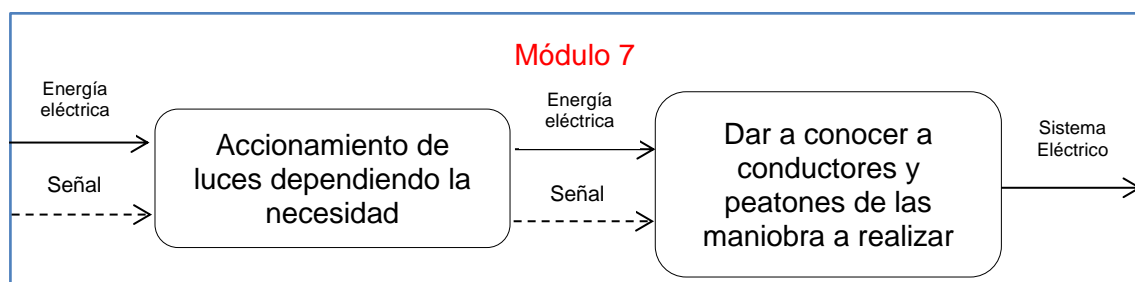 Módulo 7
Energía
eléctrica
Señal
Accionamiento de
luces dependiendo la
necesidad
Energía
eléctrica
Señal
Dar a conocer a
conductores y
peatones de las
maniobra a realizar
Sistema
Eléctrico